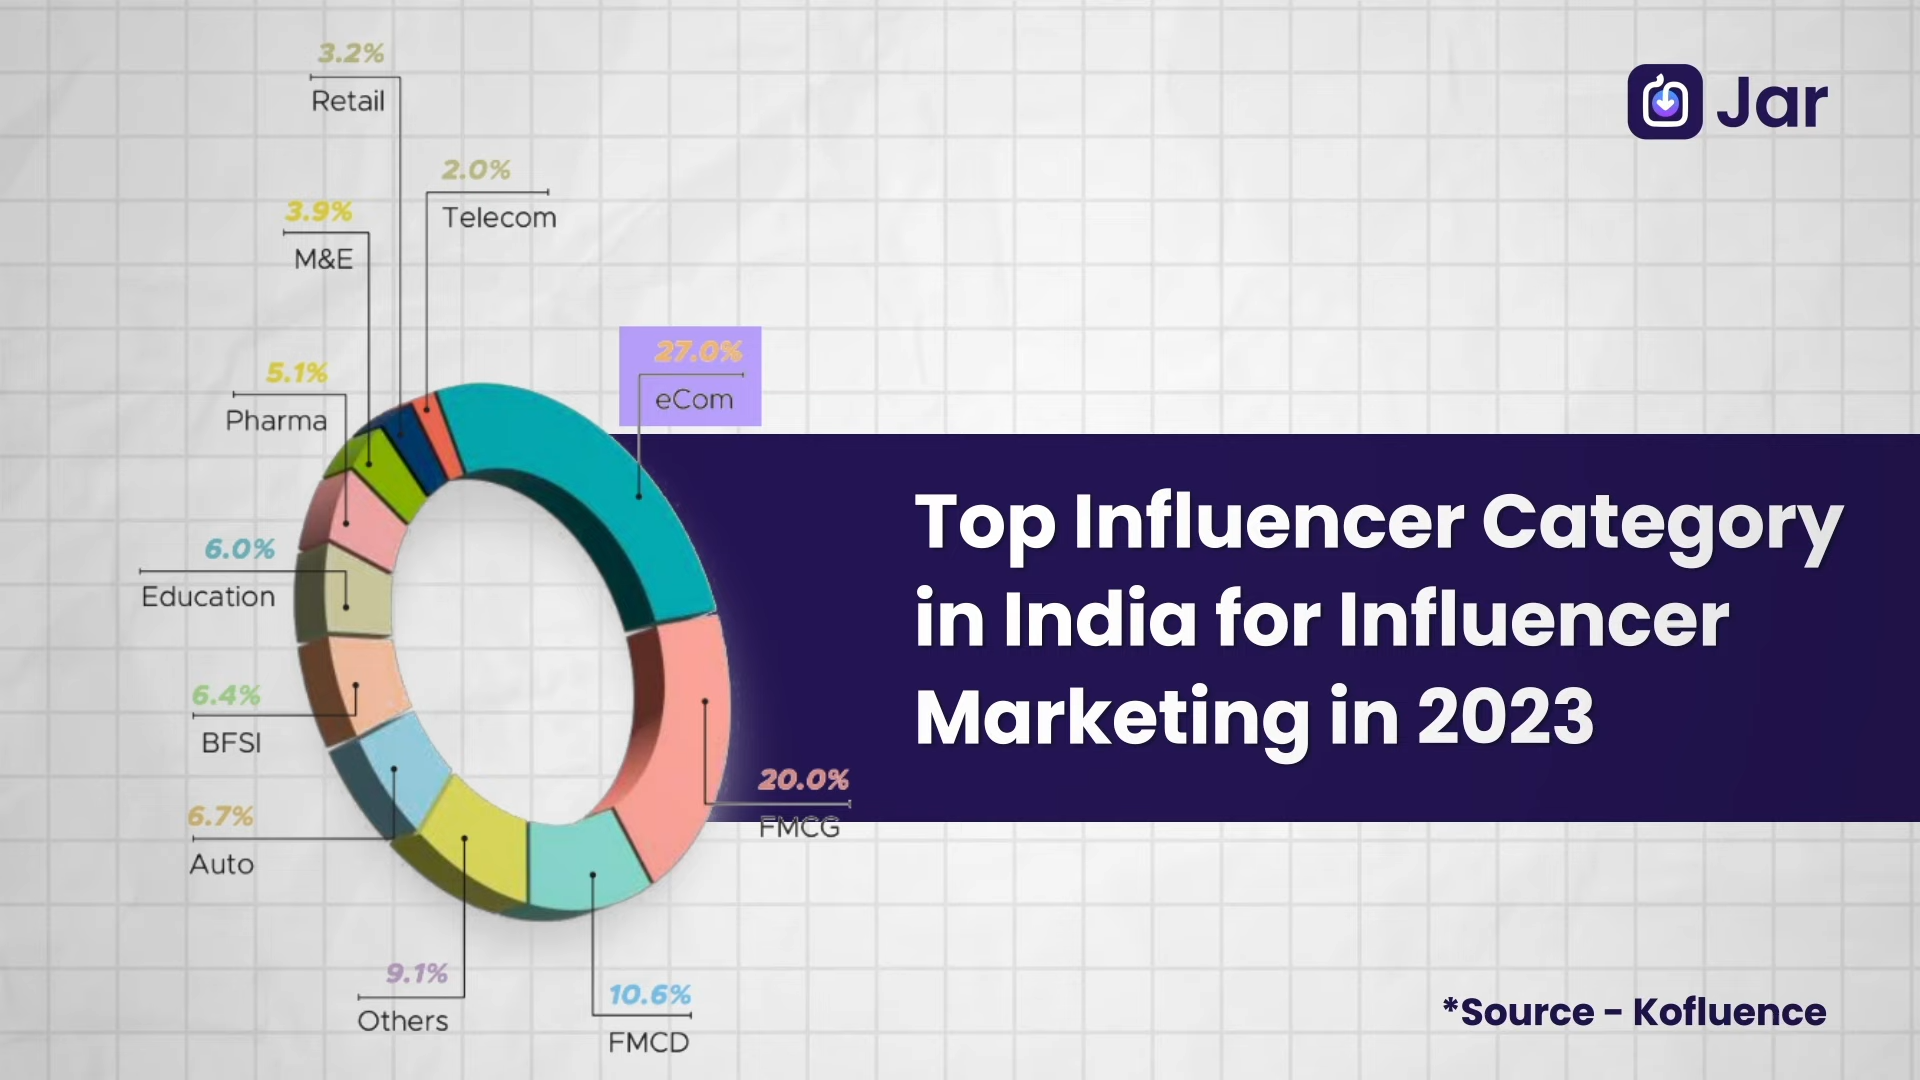 3.2%
Retail
Jar
2.0%
Telecom
3.9%
M&E
27.0%
eCom
5.1%
Pharma
Top Influencer Category
in India for Influencer
Marketing in 2023
6.0%
Education
6.4%
BFSI
20.0%
FMCG
6.7%
Auto
9.1%
Others
10.6%
FMCD
*Source - Kofluence